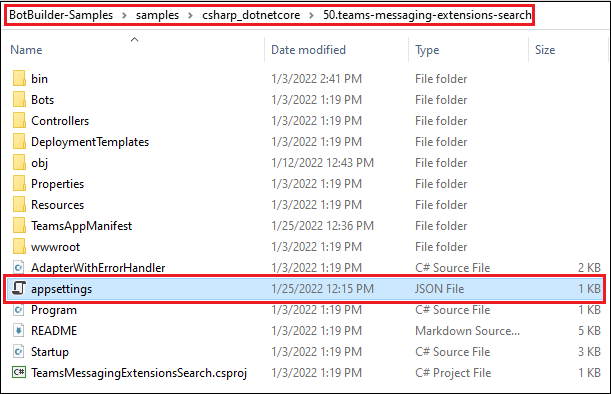 BotBuilder-Samples > samples > csharp_dotnetcore > 50.teams-messaging-extensions-search
Name Date modified Type Size
bin 1/3/2022 2:41 PM File folder
Bots 1/3/2022 1:19 PM File folder
Controllers 1/3/2022 1:19 PM File folder
DeploymentTemplates 1/3/2022 1:19 PM File folder
obj 1/12/2022 12:43 PM File folder
Properties 1/3/2022 1:19 PM File folder
Resources 1/3/2022 1:19 PM File folder
TeamsAppManifest 1/25/2022 12:36 PM File folder
wwwroot 1/3/2022 1:19 PM File folder
AdapterWithErrorHandler 1/3/2022 1:19 PM C# Source File 2 KB
appsettings 1/25/2022 12:15 PM JSON File 1 KB
Program 1/3/2022 1:19 PM C# Source File 1 KB
README 1/3/2022 1:19 PM Markdown Source... 5 KB
Startup 1/3/2022 1:19 PM C# Source File 3 KB
TeamsMessagingExtensionsSearch.csproj 1/3/2022 1:19 PM C# Project File 1 KB